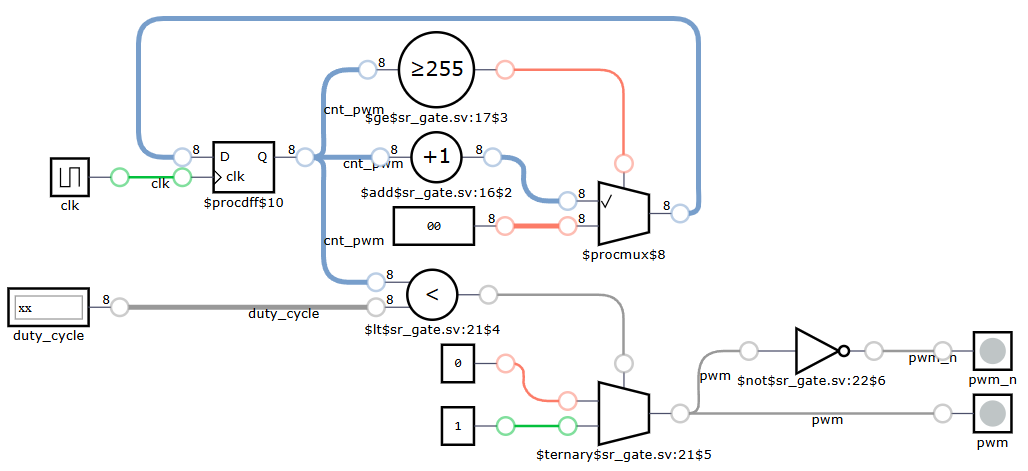 8
≥255
cnt_pwm
$ge$sr_gate.sv:17$3
8
D
Q
8
cnt_pwm
8
+1
8
clk
clk
clk
$procdff$10
$add$sr_gate.sv:16$2
8
√
8
00
8
8
cnt_pwm
$procmux$8
8
8
<
xx
8
duty_cycle
duty_cycle
$lt$sr_gate.sv:21$4
0
pwm
$not$sr_gate.sv:22$6
pwm_n
pwm_n
1
pwm
pwm
$ternary$sr_gate.sv:21$5